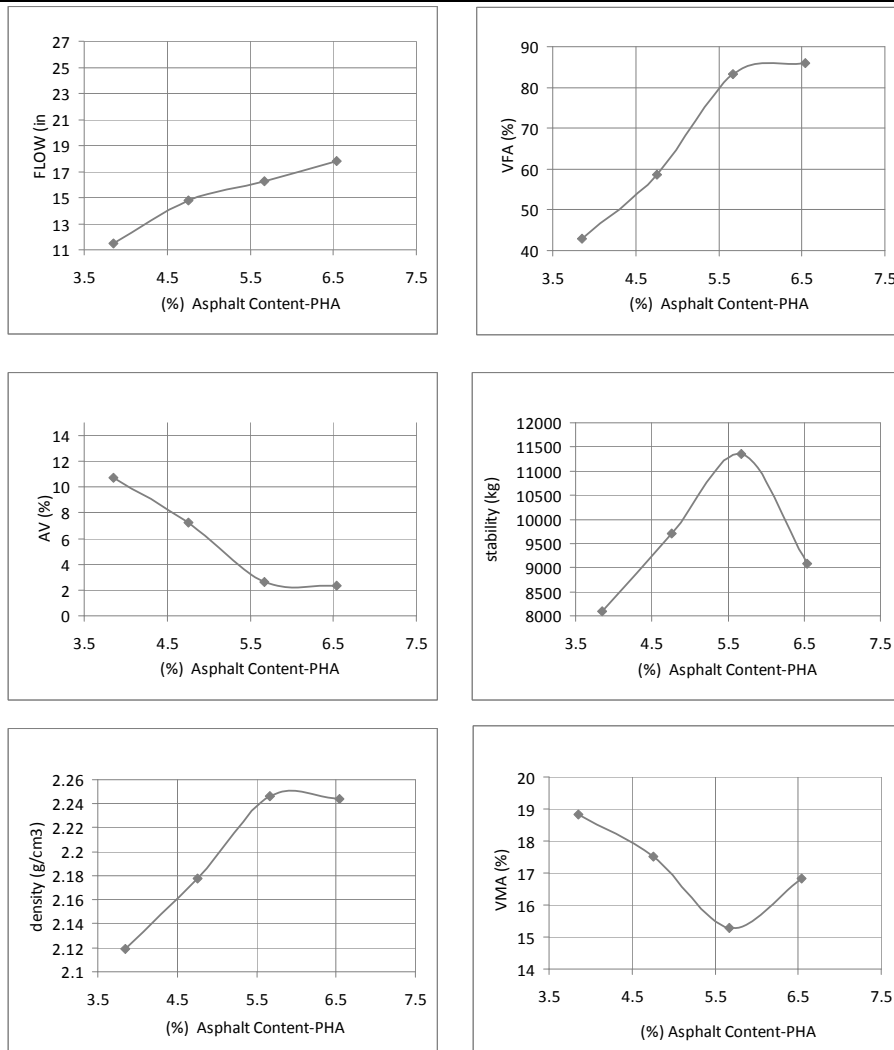 FLOW (in
27
25
23
21
19
17
15
13
11
3.5 4.5 5.5 6.5 7.5
(%) Asphalt Content-PHA
VFA (%)
90
80
70
60
50
40
3.5 4.5 5.5 6.5 7.5
(%) Asphalt Content-PHA
AV (%)
14
12
10
8
6
4
2
0
3.5 4.5 5.5 6.5 7.5
(%) Asphalt Content-PHA
stability (kg)
12000
11500
11000
10500
10000
9500
9000
8500
8000
3.5 4.5 5.5 6.5 7.5
(%) Asphalt Content-PHA
density (g/cm3)
2.26
2.24
2.22
2.2
2.18
2.16
2.14
2.12
2.1
3.5 4.5 5.5 6.5 7.5
(%) Asphalt Content-PHA
VMA (%)
20
19
18
17
16
15
14
3.5 4.5 5.5 6.5 7.5
(%) Asphalt Content-PHA